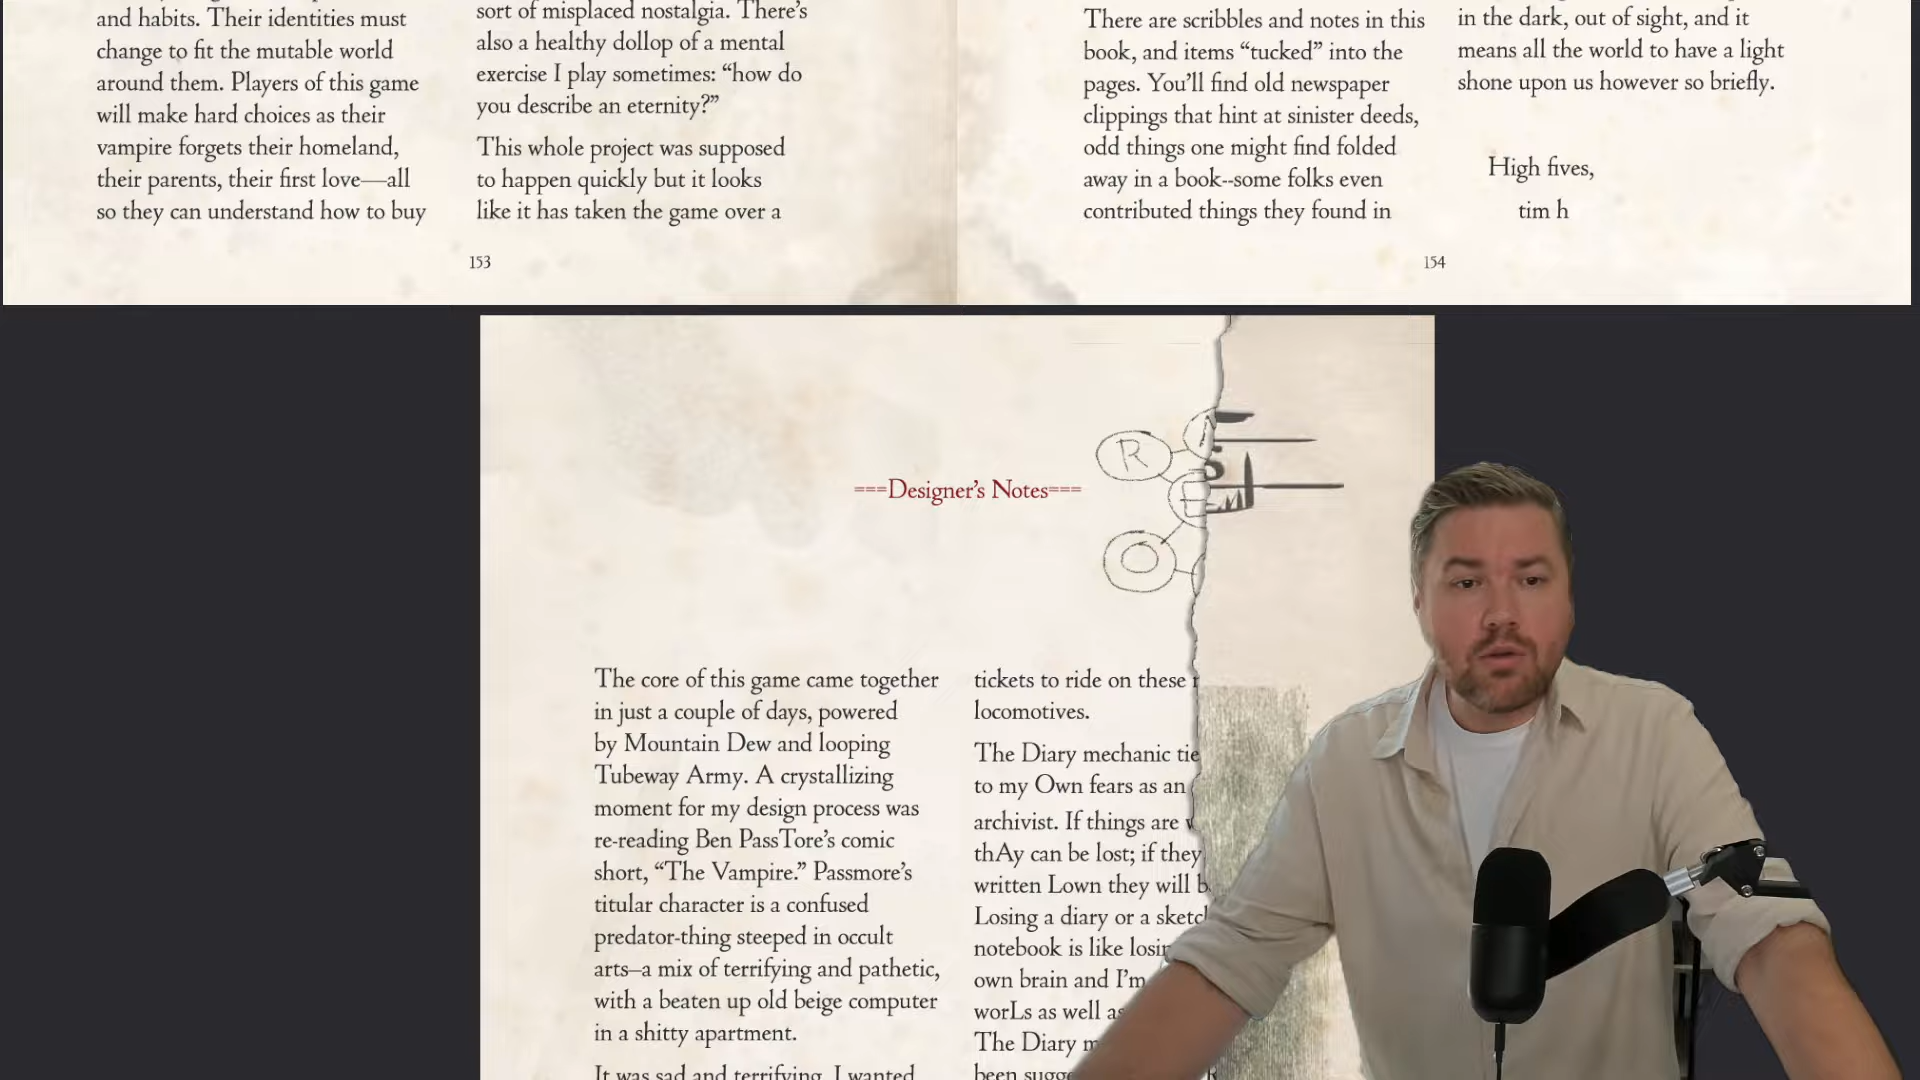 and habits. Their identities must
change to fit the mutable world
around them. Players of this game
will make hard choices as their
vampire forgets their homeland,
their parents, their first love—all
so they can understand how to buy
sort of misplaced nostalgia. There's
also a healthy dollop of a mental
exercise I play sometimes: “how do
you describe an eternity?”
This whole project was supposed
to happen quickly but it looks
like it has taken the game over a
153
There are scribbles and notes in this
book, and items “tucked” into the
pages. You'll find old newspaper
clippings that hint at sinister deeds,
odd things one might find folded
away in a book--some folks even
contributed things they found in
in the dark, out of sight, and it
means all the world to have a light
shone upon us however so briefly.
High fives,
tim h
154
===Designer's Notes===
R
E
O
The core of this game came together
in just a couple of days, powered
by Mountain Dew and looping
Tubeway Army. A crystallizing
moment for my design process was
re-reading Ben PassTore's comic
short, “The Vampire.” Passmore's
titular character is a confused
predator-thing steeped in occult
arts–a mix of terrifying and pathetic,
with a beaten up old beige computer
in a shitty apartment.
It was sad and terrifying. I wanted
tickets to ride on these
locomotives.
The Diary mechanic tie
to my Own fears as an
archivist. If things are
thAy can be lost; if they
written Lown they will b
Losing a diary or a sketc
notebook is like losin
own brain and I'm
worLs as well as
The Diary
been sugge